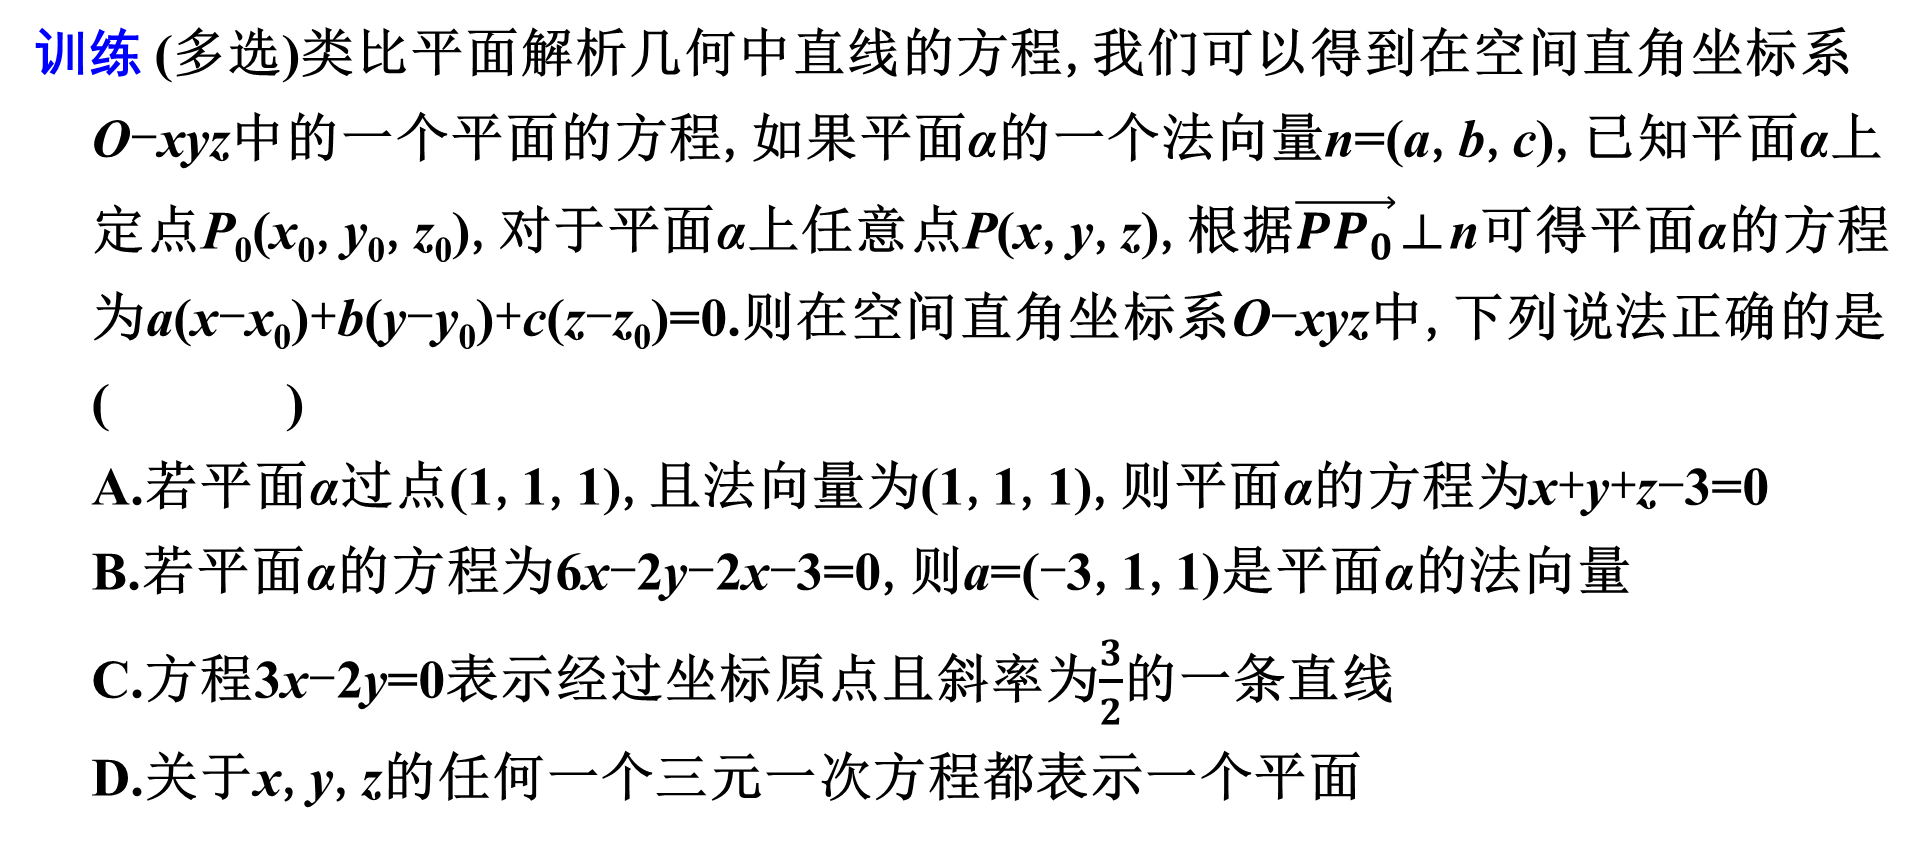 训练 (多选)类比平面解析几何中直线的方程, 我们可以得到在空间直角坐标系
O−xyz中的一个平面的方程, 如果平面α的一个法向量n=(a, b, c), 已知平面α上
定点P₀(x₀, y₀, z₀), 对于平面α上任意点P(x, y, z), 根据\overrightarrow{PP₀}⊥n可得平面α的方程
为a(x−x₀)+b(y−y₀)+c(z−z₀)=0.则在空间直角坐标系O−xyz中, 下列说法正确的是
(　　　)
A.若平面α过点(1, 1, 1), 且法向量为(1, 1, 1), 则平面α的方程为x+y+z−3=0
B.若平面α的方程为6x−2y−2x−3=0, 则a=(−3, 1, 1)是平面α的法向量
C.方程3x−2y=0表示经过坐标原点且斜率为\frac{3}{2}的一条直线
D.关于x, y, z的任何一个三元一次方程都表示一个平面